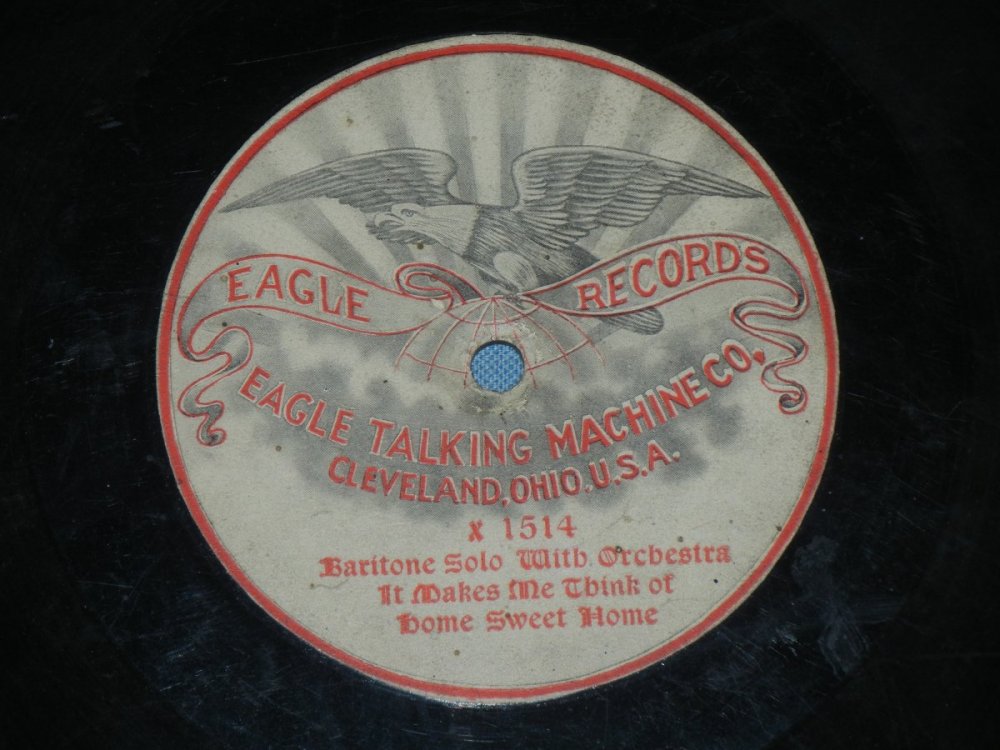 EAGLE RECORDS
EAGLE TALKING MACHINE CO.
CLEVELAND, OHIO. U.S.A.
x 1514
Baritone Solo With Orchestra
It Makes Me Think of
Home Sweet Home